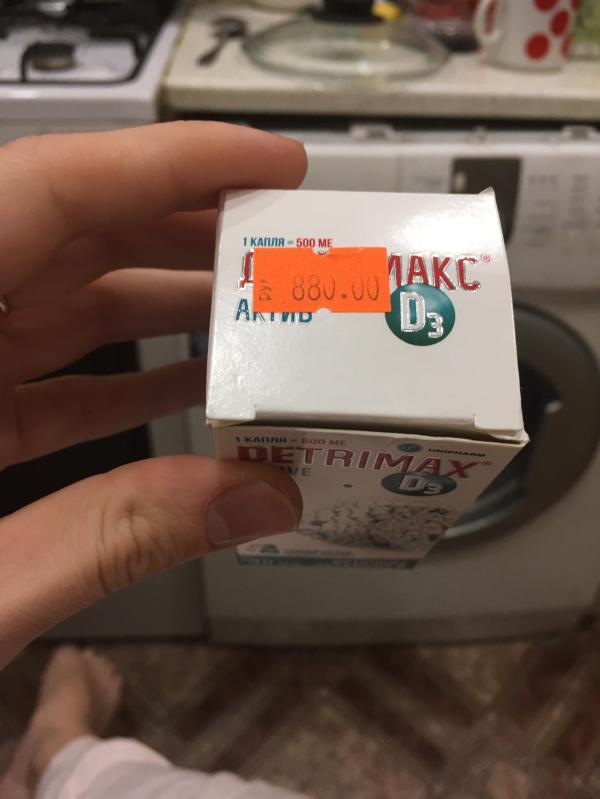 1 КАПЛЯ = 500 МЕ
МАКС®
880.00
АКТИВ
D3
1 КАПЛЯ = 500 МЕ
UNIPHARM
DETRIMAX®
D3